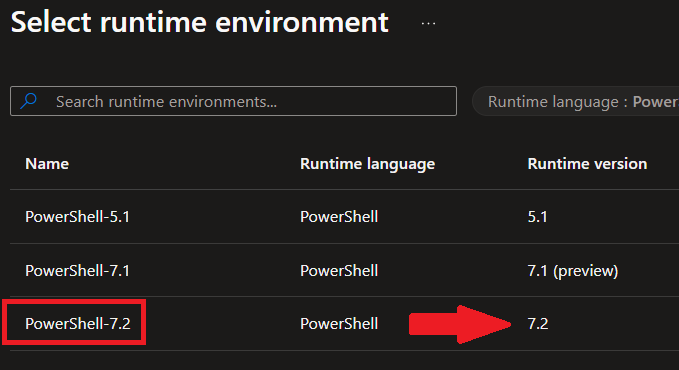 Select runtime environment ...
Search runtime environments...
Runtime language : Power
Name Runtime language Runtime version
PowerShell-5.1 PowerShell 5.1
PowerShell-7.1 PowerShell 7.1 (preview)
PowerShell-7.2 PowerShell 7.2